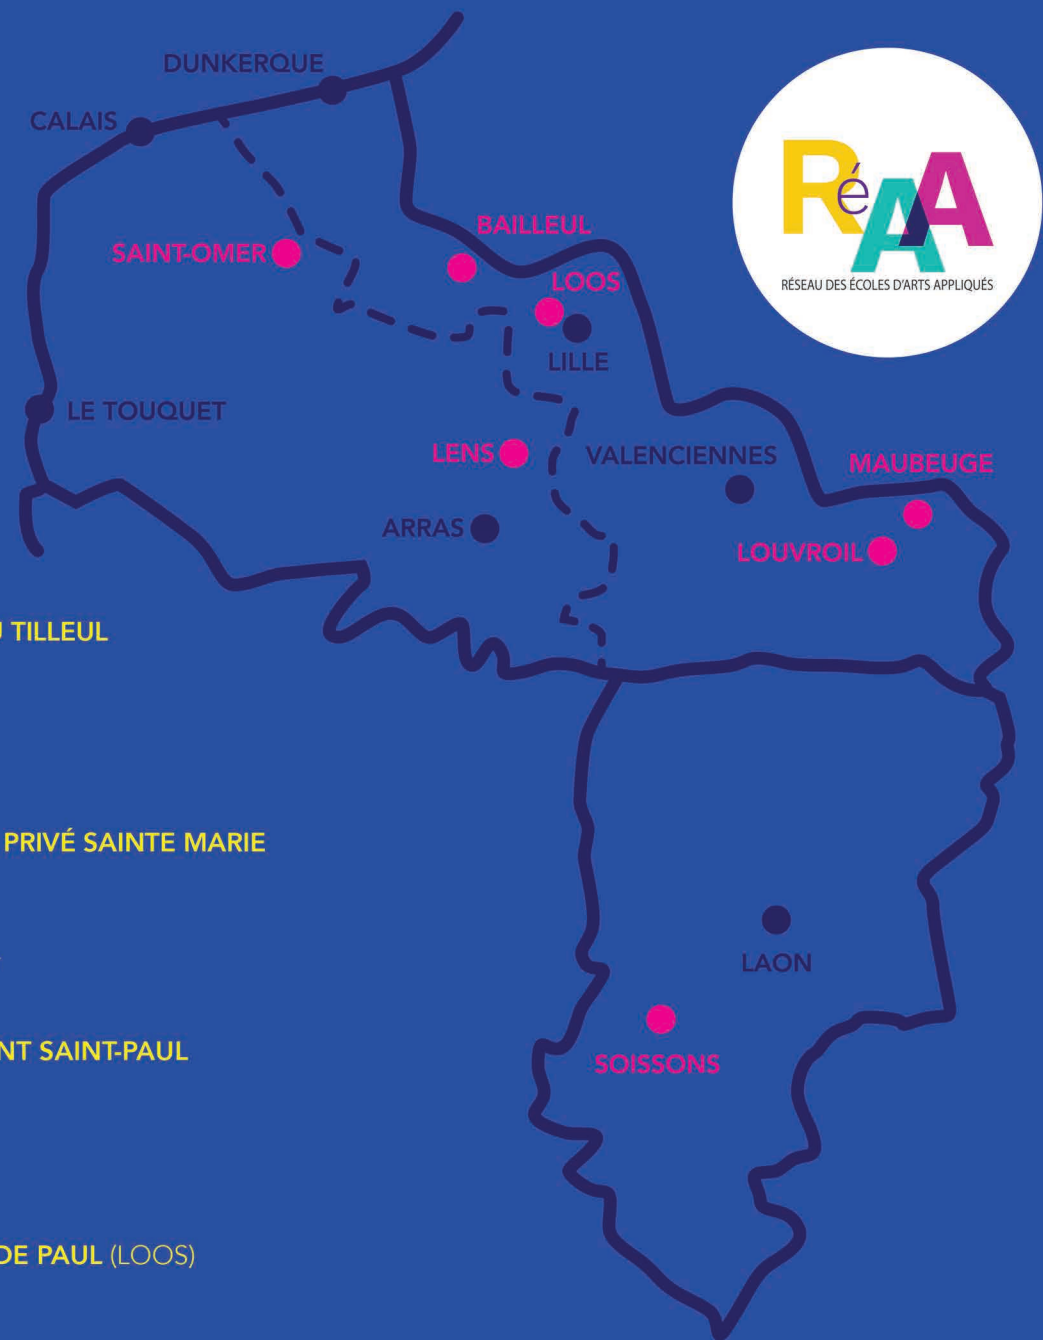 DUNKERQUE
CALAIS
RéAA
RÉSEAU DES ÉCOLES D'ARTS APPLIQUÉS
BAILLEUL
SAINT-OMER
LOOS
LILLE
LE TOUQUET
LENS
VALENCIENNES
MAUBEUGE
ARRAS
LOUVROIL
TILLEUL
PRIVÉ SAINTE MARIE
LAON
NT SAINT-PAUL
SOISSONS
DE PAUL (LOOS)